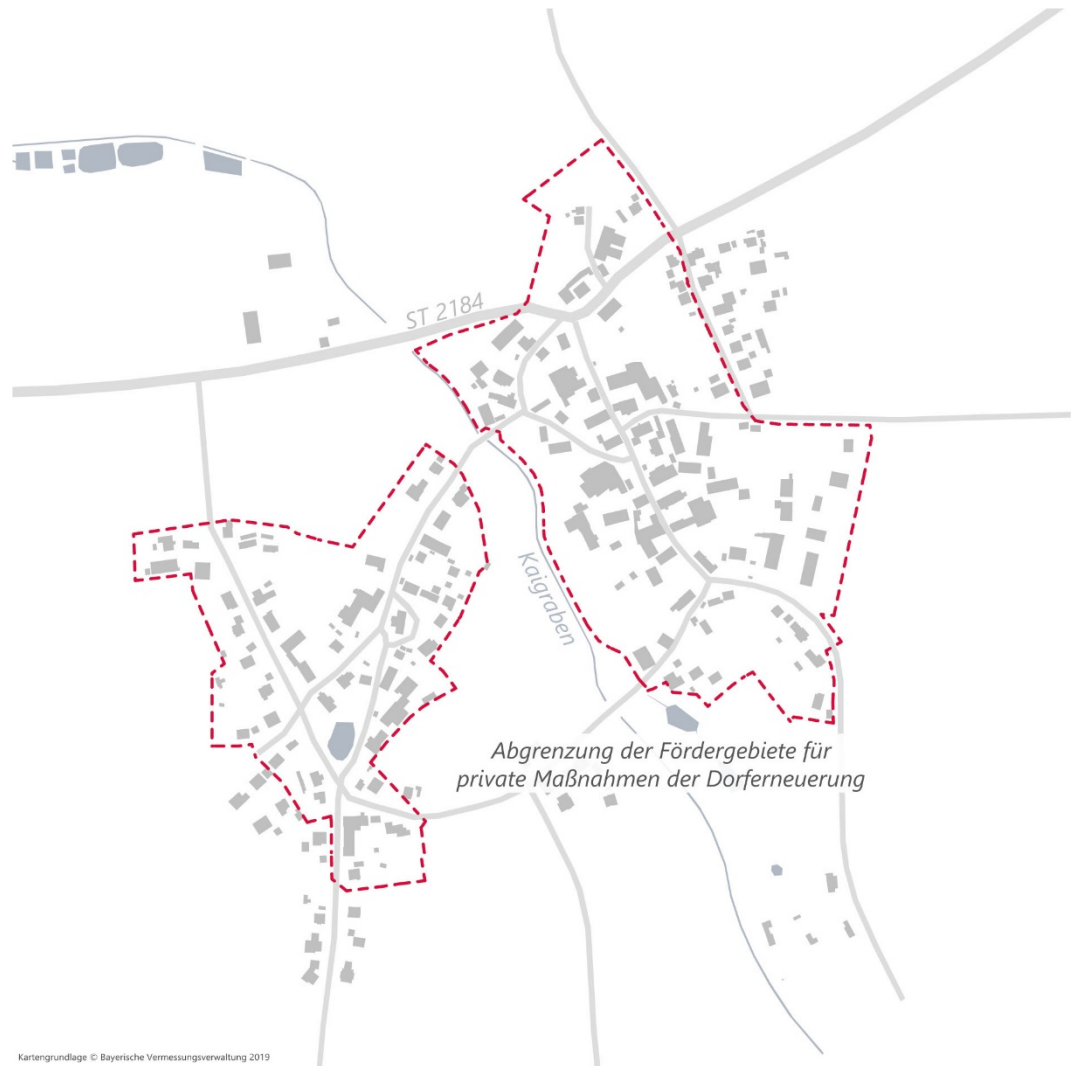 ST 2184
Kaigraben
Abgrenzung der Fördergebiete für
private Maßnahmen der Dorferneuerung
Kartengrundlage © Bayerische Vermessungsverwaltung 2019